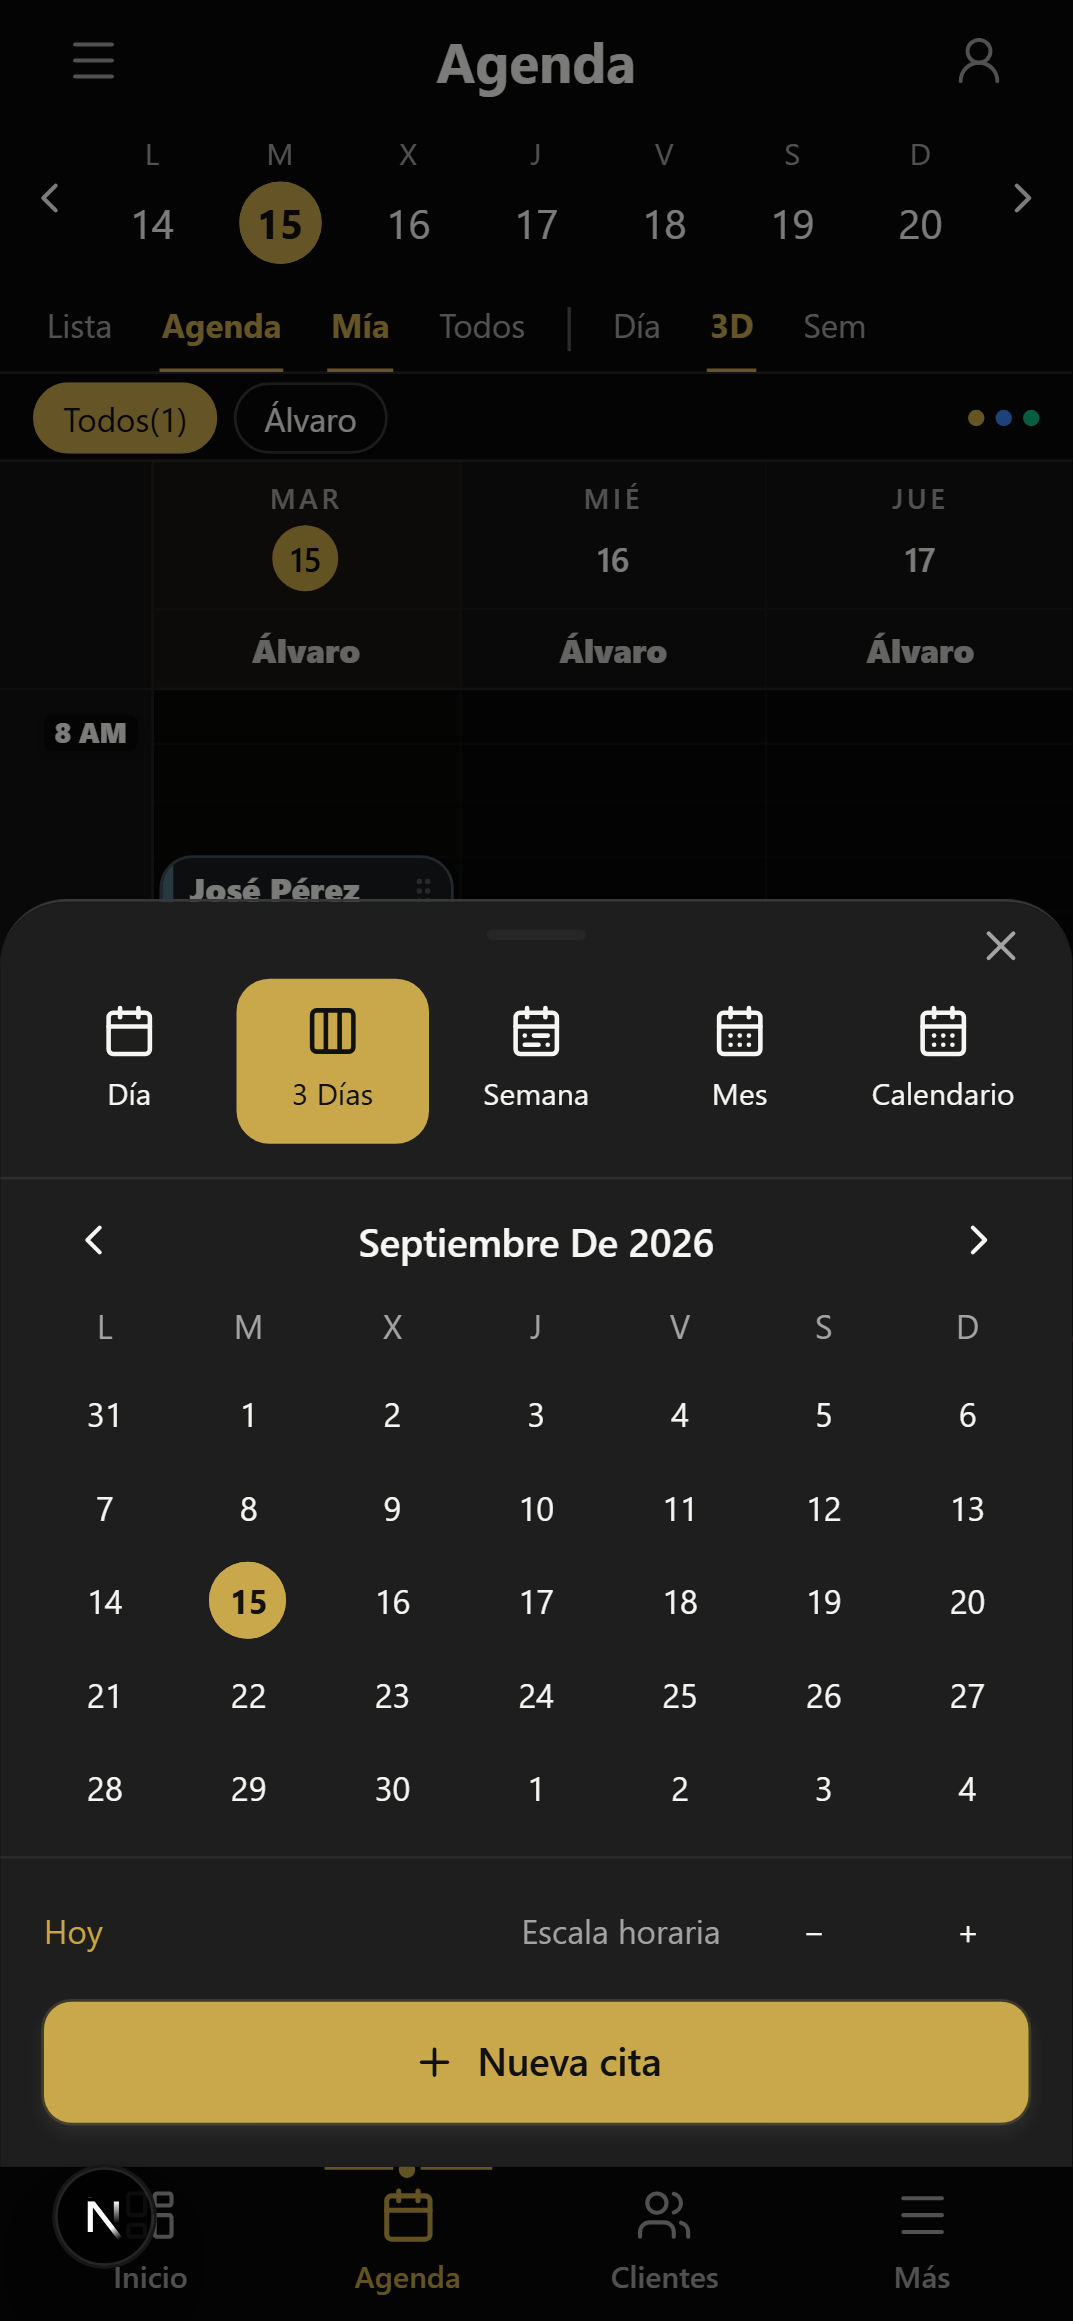 Agenda
L M X J V S D
14 15 16 17 18 19 20
Lista Agenda Mía Todos | Día 3D Sem
Todos(1) Álvaro
MAR MIÉ JUE
15 16 17
Álvaro Álvaro Álvaro
8 AM
José Pérez
Día 3 Días Semana Mes Calendario
Septiembre De 2026
L M X J V S D
31 1 2 3 4 5 6
7 8 9 10 11 12 13
14 15 16 17 18 19 20
21 22 23 24 25 26 27
28 29 30 1 2 3 4
Hoy Escala horaria − +
+ Nueva cita
N
Inicio Agenda Clientes Más